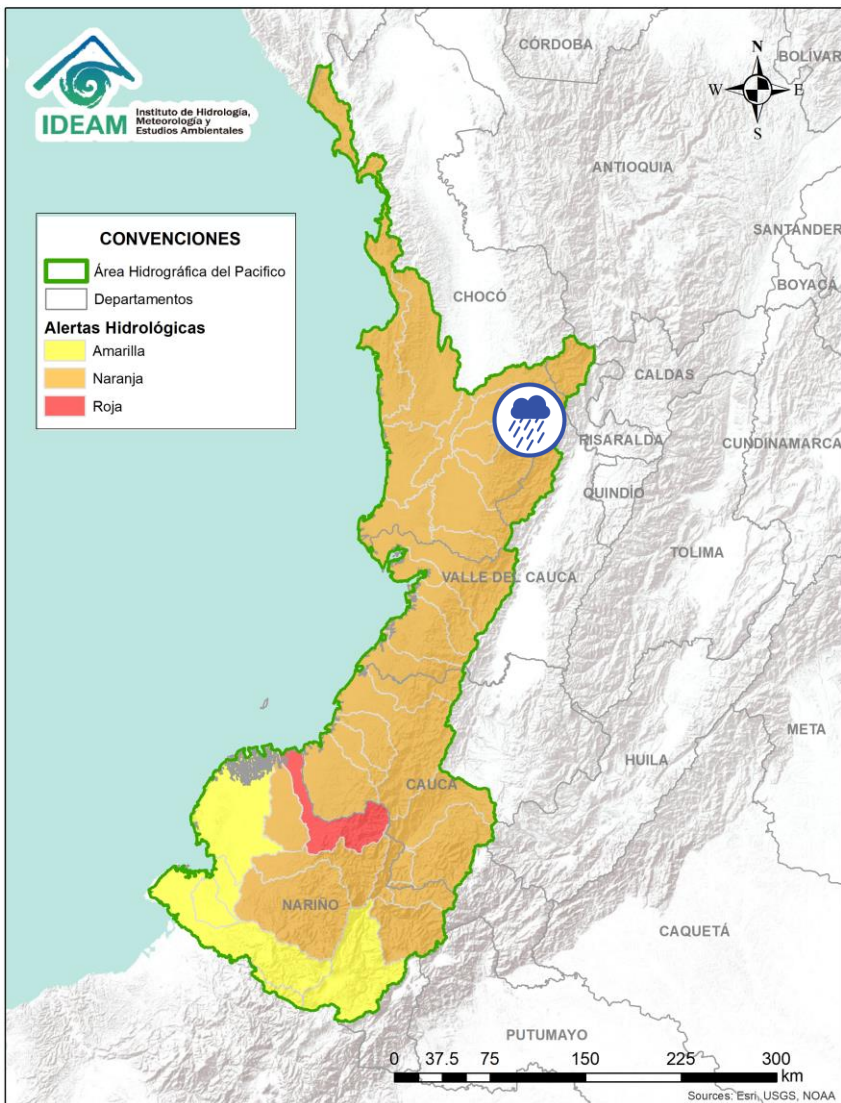 IDEAM
Instituto de Hidrología,
Meteorología y
Estudios Ambientales
N
W
E
S
CÓRDOBA
BOLÍVAR
ANTIOQUIA
SANTANDER
BOYACÁ
CHOCÓ
CALDAS
RISARALDA
CUNDINAMARCA
QUINDÍO
TOLIMA
VALLE DEL CAUCA
META
HUILA
CAUCA
NARIÑO
CAQUETÁ
PUTUMAYO
CONVENCIONES
Área Hidrográfica del Pacifico
Departamentos
Alertas Hidrológicas
Amarilla
Naranja
Roja
0 37.5 75 150 225 300
km
Sources: Esri, USGS, NOAA